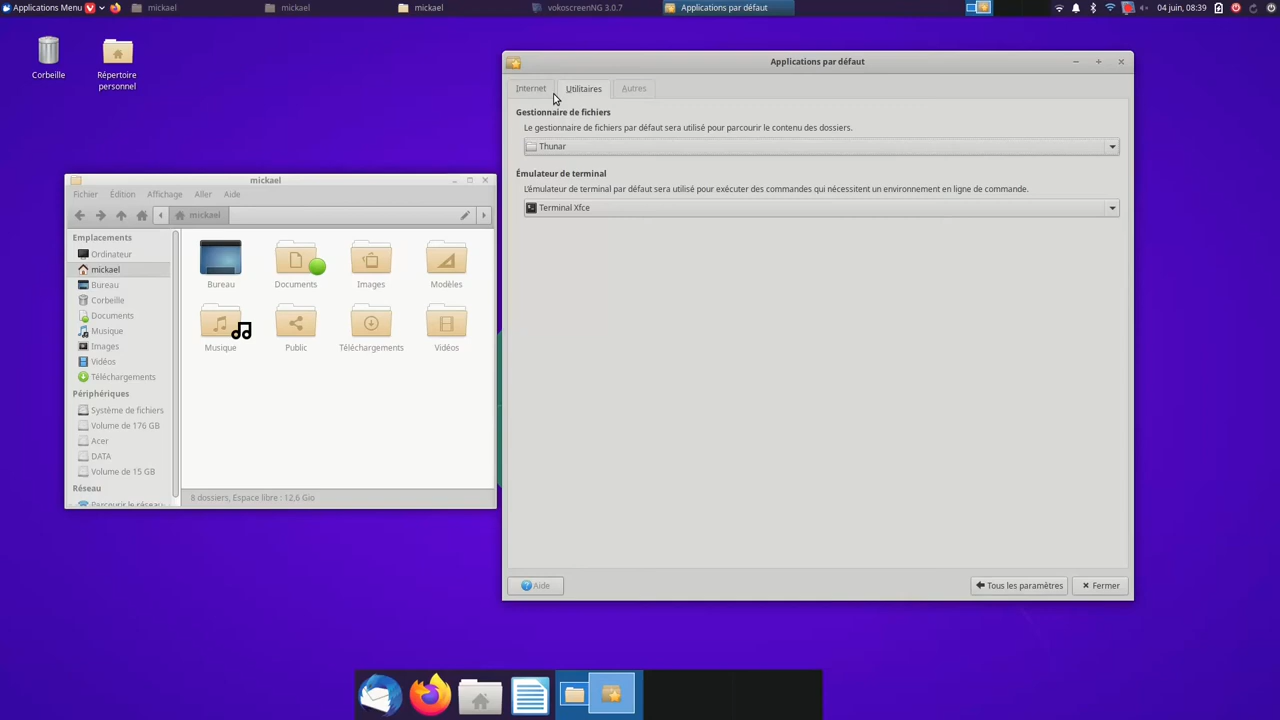 Applications Menu
mickael
mickael
mickael
vokoscreenNG 3.0.7
Applications par défaut
04 juin, 08:39
Corbeille
Répertoire
personnel
Applications par défaut
Internet
Utilitaires
Autres
Gestionnaire de fichiers
Le gestionnaire de fichiers par défaut sera utilisé pour parcourir le contenu des dossiers.
Thunar
Émulateur de terminal
L'émulateur de terminal par défaut sera utilisé pour exécuter des commandes qui nécessitent un environnement en ligne de commande.
Terminal Xfce
Aide
Tous les paramètres
Fermer
mickael
Fichier
Édition
Affichage
Aller
Aide
mickael
Emplacements
Ordinateur
mickael
Bureau
Corbeille
Documents
Musique
Images
Vidéos
Téléchargements
Périphériques
Système de fichiers
Volume de 176 GB
Acer
DATA
Volume de 15 GB
Réseau
Parcourir le réseau
Bureau
Documents
Images
Modèles
Musique
Public
Téléchargements
Vidéos
8 dossiers, Espace libre : 12,6 Gio